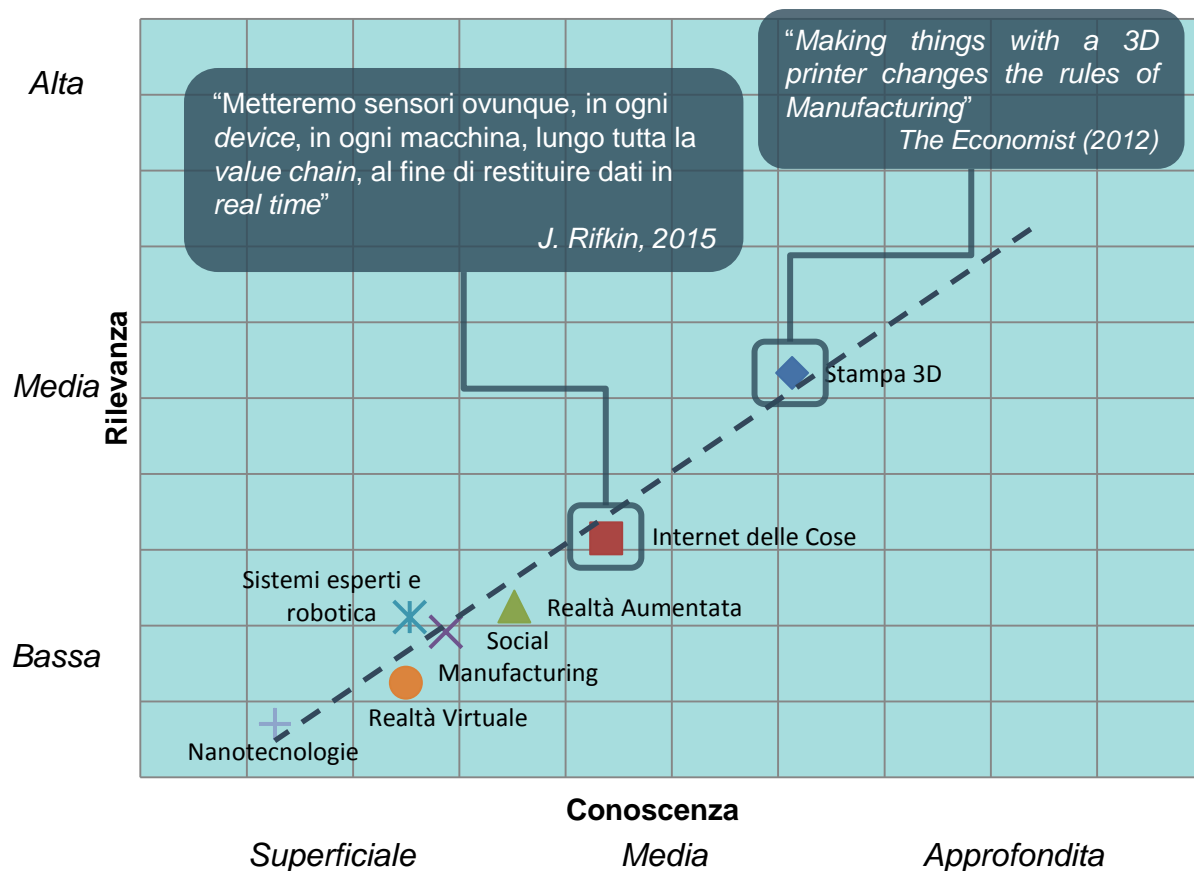 Alta
“Metteremo sensori ovunque, in ogni
device, in ogni macchina, lungo tutta la
value chain, al fine di restituire dati in
real time”
J. Rifkin, 2015
“Making things with a 3D
printer changes the rules of
Manufacturing”
The Economist (2012)
Rilevanza
Media
Stampa 3D
Internet delle Cose
Sistemi esperti e
robotica
Realtà Aumentata
Social
Manufacturing
Bassa
Realtà Virtuale
Nanotecnologie
Conoscenza
Superficiale
Media
Approfondita